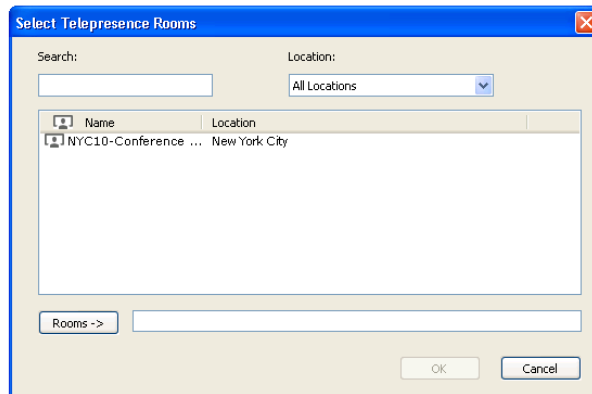 Select Telepresence Rooms
Search:
Location:
All Locations
Name
Location
NYC10-Conference ...
New York City
Rooms ->
OK
Cancel